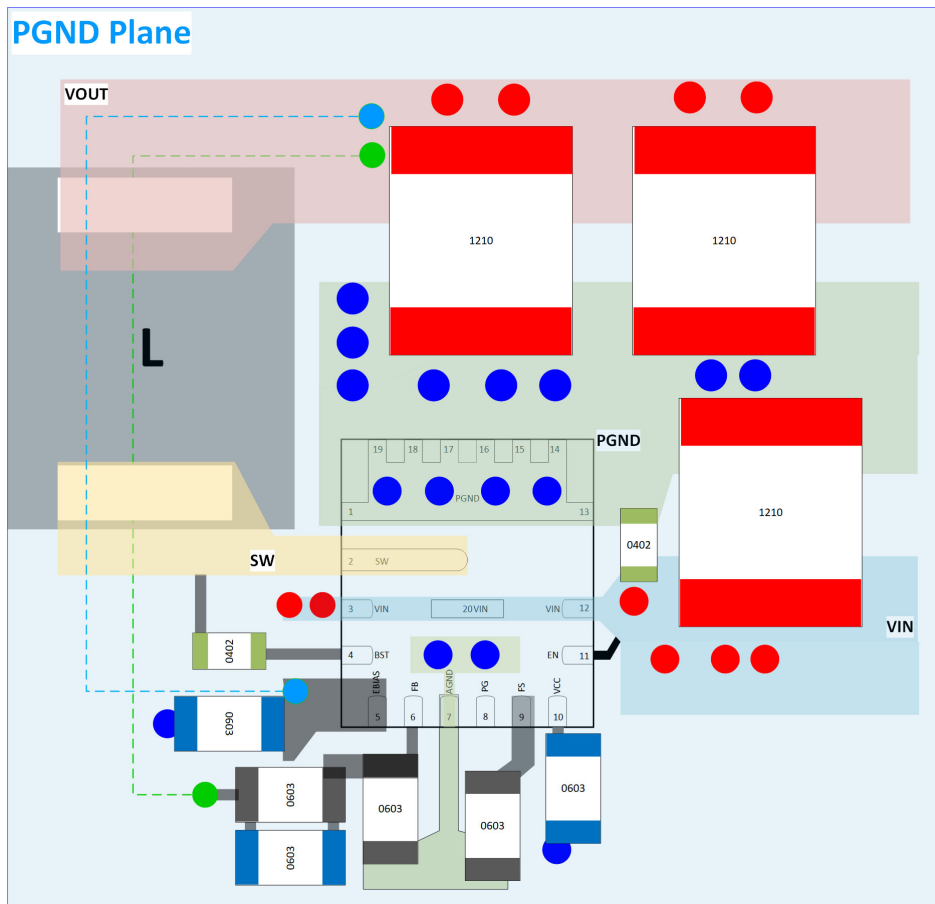 PGND Plane
VOUT
1210
1210
L
PGND
19
18
17
16
15
14
PGND
1
13
1210
0402
2
SW
SW
3
VIN
20 VIN
VIN
12
VIN
0402
4
BST
EN
11
EBIAS
FB
AGND
PG
FS
VCC
5
6
7
8
9
10
0603
0603
0603
0603
0603
0603